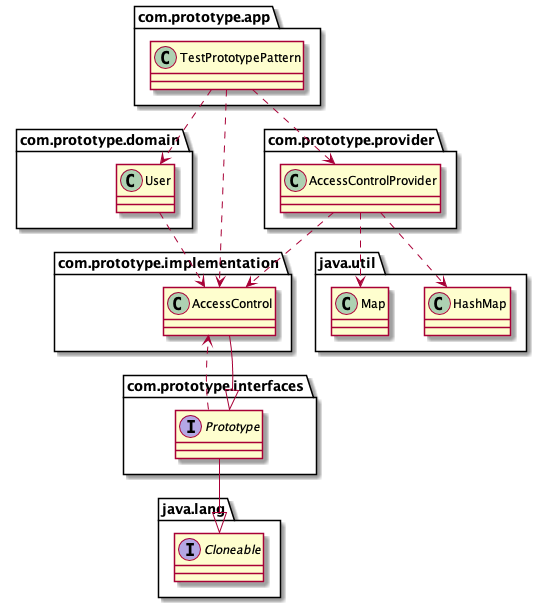 com.prototype.app
C TestPrototypePattern
com.prototype.domain
C User
com.prototype.provider
C AccessControlProvider
com.prototype.implementation
C AccessControl
java.util
C Map
C HashMap
com.prototype.interfaces
I Prototype
java.lang
I Cloneable